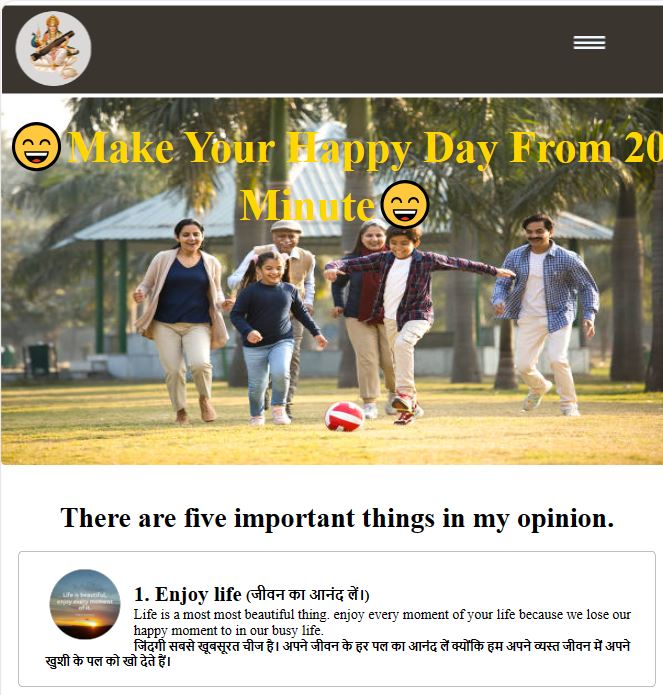 😄Make Your Happy Day From 20
Minute😄
There are five important things in my opinion.
Life is beautiful,
enjoy every moment
of it.
1. Enjoy life (जीवन का आनंद लें।)
Life is a most most beautiful thing. enjoy every moment of your life because we lose our
happy moment to in our busy life.
जिंदगी सबसे खूबसूरत चीज है। अपने जीवन के हर पल का आनंद लें क्योंकि हम अपने व्यस्त जीवन में अपने
खुशी के पल को खो देते हैं।